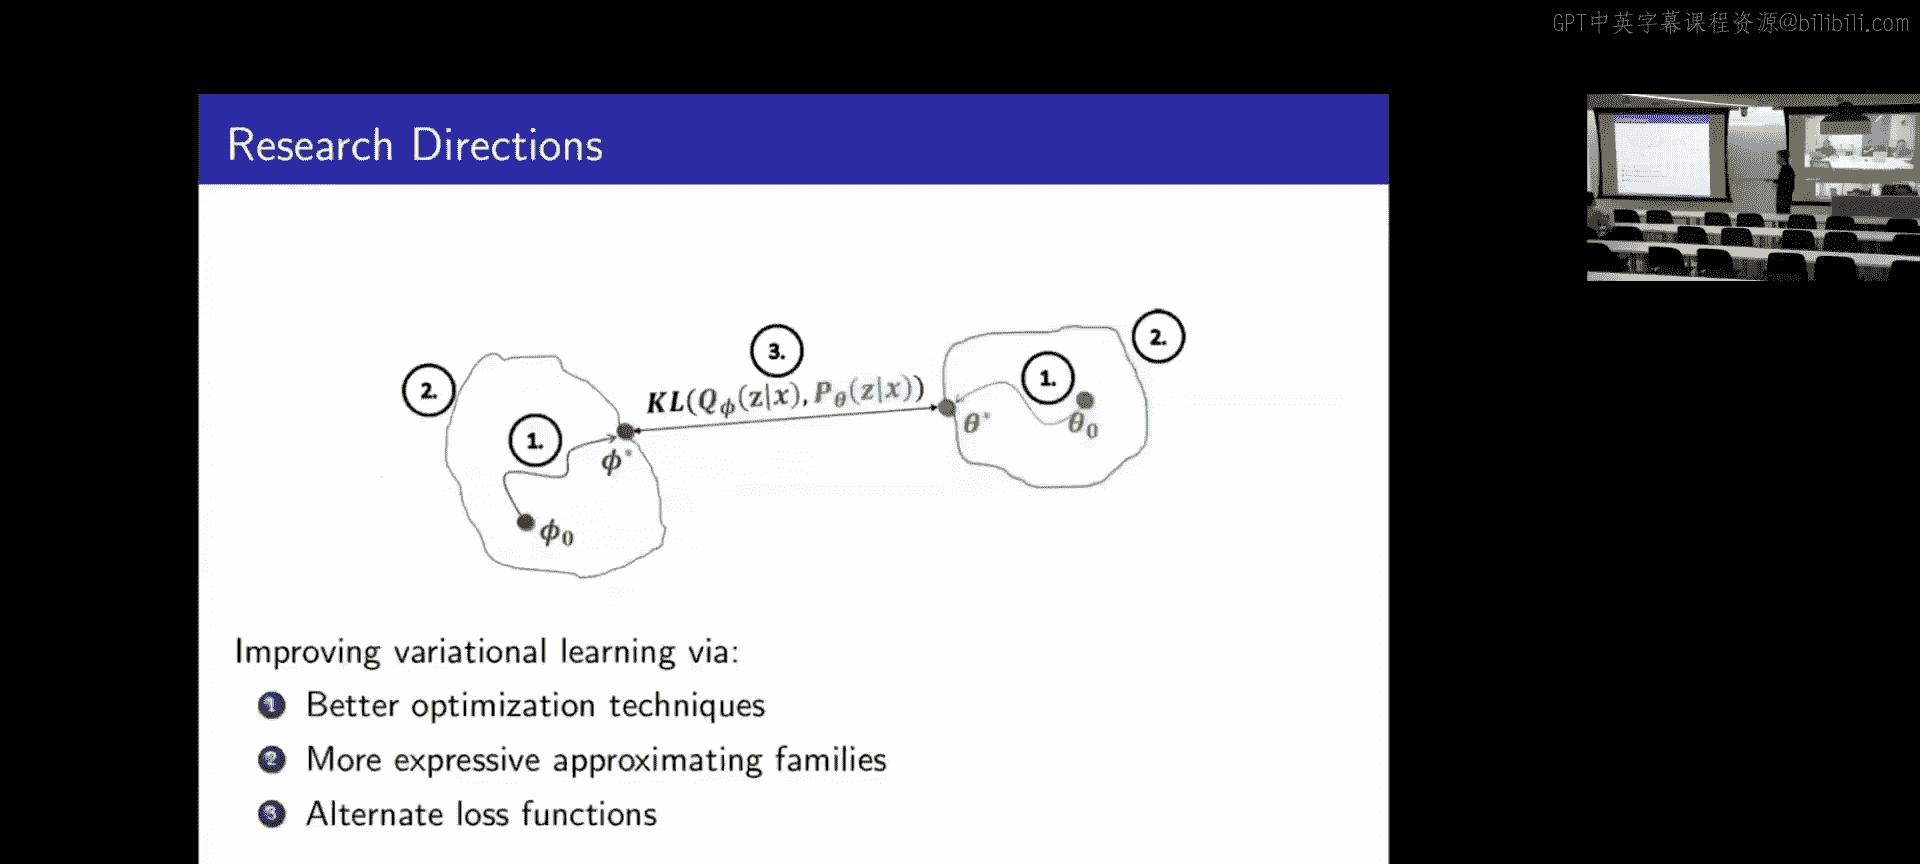 GPT中英字幕课程资源@bilibili.com
Research Directions
3.
2.
2.
1.
KL(Q_ϕ(z|x), P_θ(z|x))
1.
θ*
θ₀
ϕ*
ϕ₀
Improving variational learning via:
1 Better optimization techniques
2 More expressive approximating families
3 Alternate loss functions